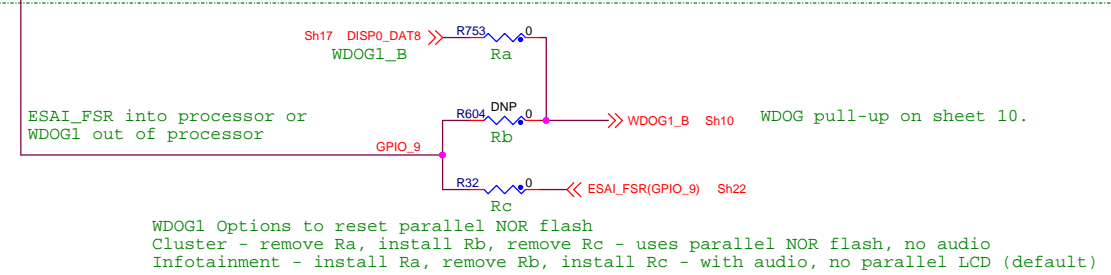 Sh17 DISP0_DAT8 R753 0
WDOG1_B Ra
ESAI_FSR into processor or
WDOG1 out of processor
DNP
R604 0 WDOG1_B Sh10 WDOG pull-up on sheet 10.
Rb
GPIO_9
R32 0 ESAI_FSR(GPIO_9) Sh22
Rc
WDOG1 Options to reset parallel NOR flash
Cluster - remove Ra, install Rb, remove Rc - uses parallel NOR flash, no audio
Infotainment - install Ra, remove Rb, install Rc - with audio, no parallel LCD (default)